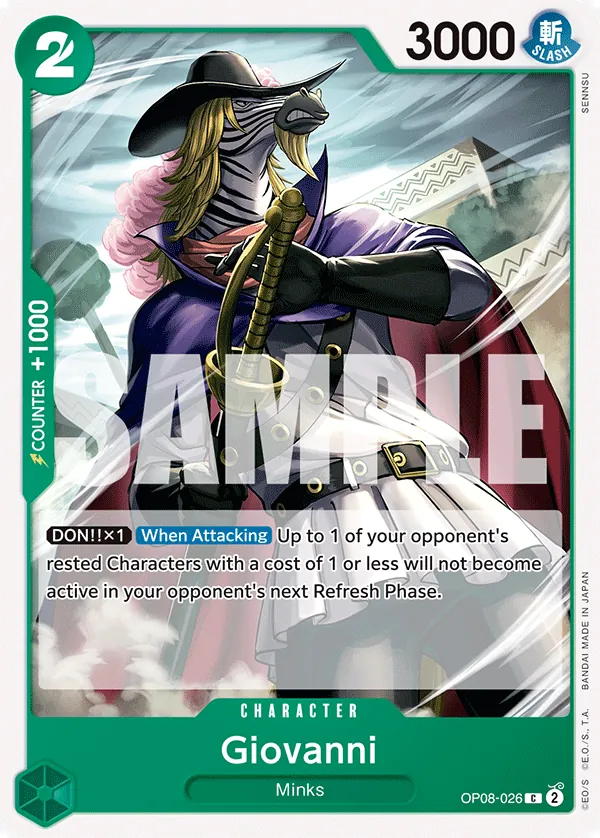 2
3000
斬
SLASH
SENNSU
COUNTER +1000
SAMPLE
DON!!×1 When Attacking Up to 1 of your opponent's
rested Characters with a cost of 1 or less will not become
active in your opponent's next Refresh Phase.
CHARACTER
Giovanni
Minks
OP08-026 C 2
©E.O/S ©E.O./S., T.A. BANDAI MADE IN JAPAN